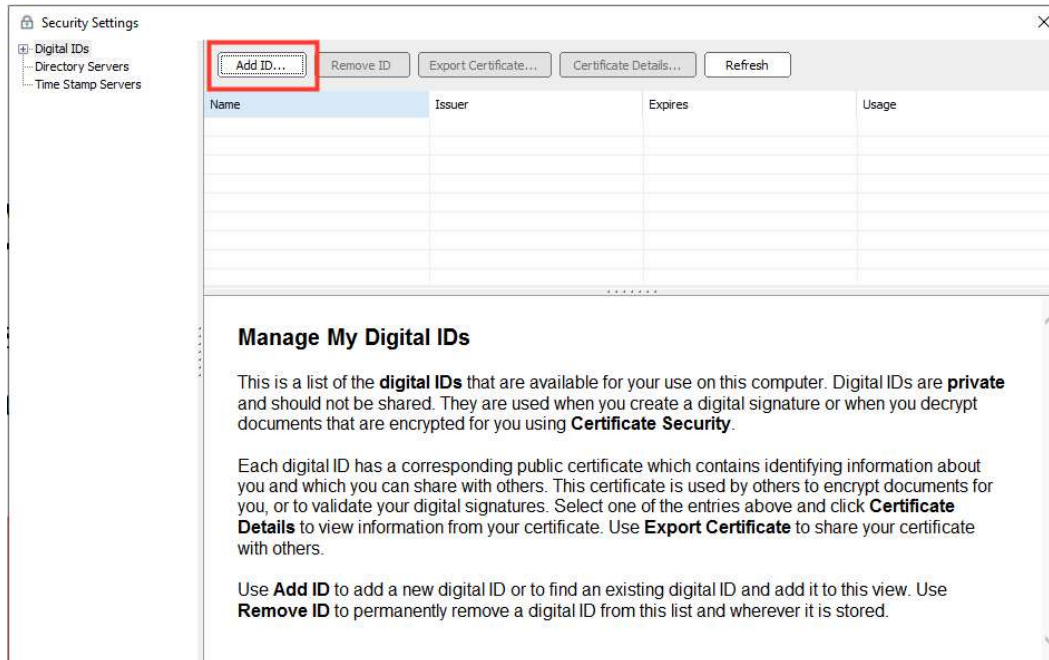 Security Settings
Digital IDs
Directory Servers
Time Stamp Servers
Add ID... Remove ID Export Certificate... Certificate Details... Refresh
Name Issuer Expires Usage
Manage My Digital IDs
This is a list of the digital IDs that are available for your use on this computer. Digital IDs are private
and should not be shared. They are used when you create a digital signature or when you decrypt
documents that are encrypted for you using Certificate Security.
Each digital ID has a corresponding public certificate which contains identifying information about
you and which you can share with others. This certificate is used by others to encrypt documents for
you, or to validate your digital signatures. Select one of the entries above and click Certificate
Details to view information from your certificate. Use Export Certificate to share your certificate
with others.
Use Add ID to add a new digital ID or to find an existing digital ID and add it to this view. Use
Remove ID to permanently remove a digital ID from this list and wherever it is stored.